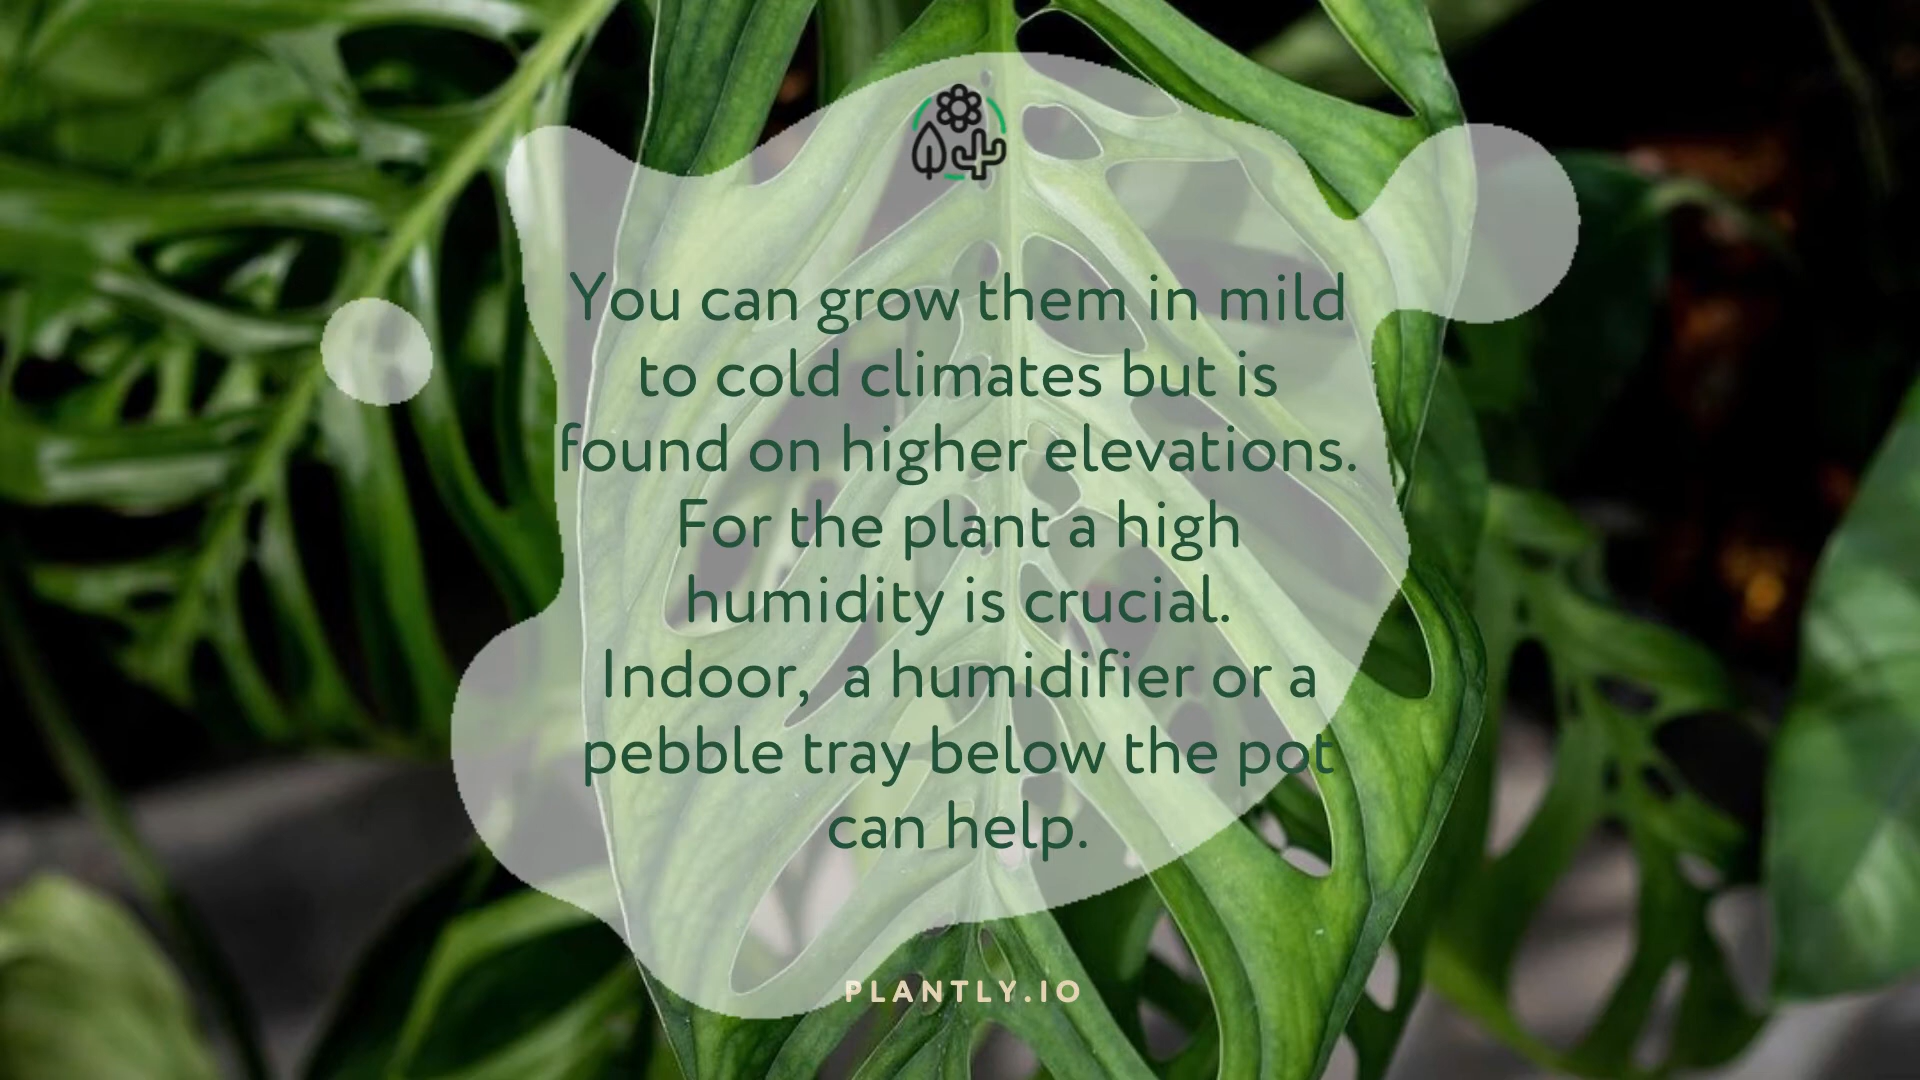 You can grow them in mild
to cold climates but is
found on higher elevations.
For the plant a high
humidity is crucial.
Indoor,  a humidifier or a
pebble tray below the pot
can help.
PLANTLY.IO